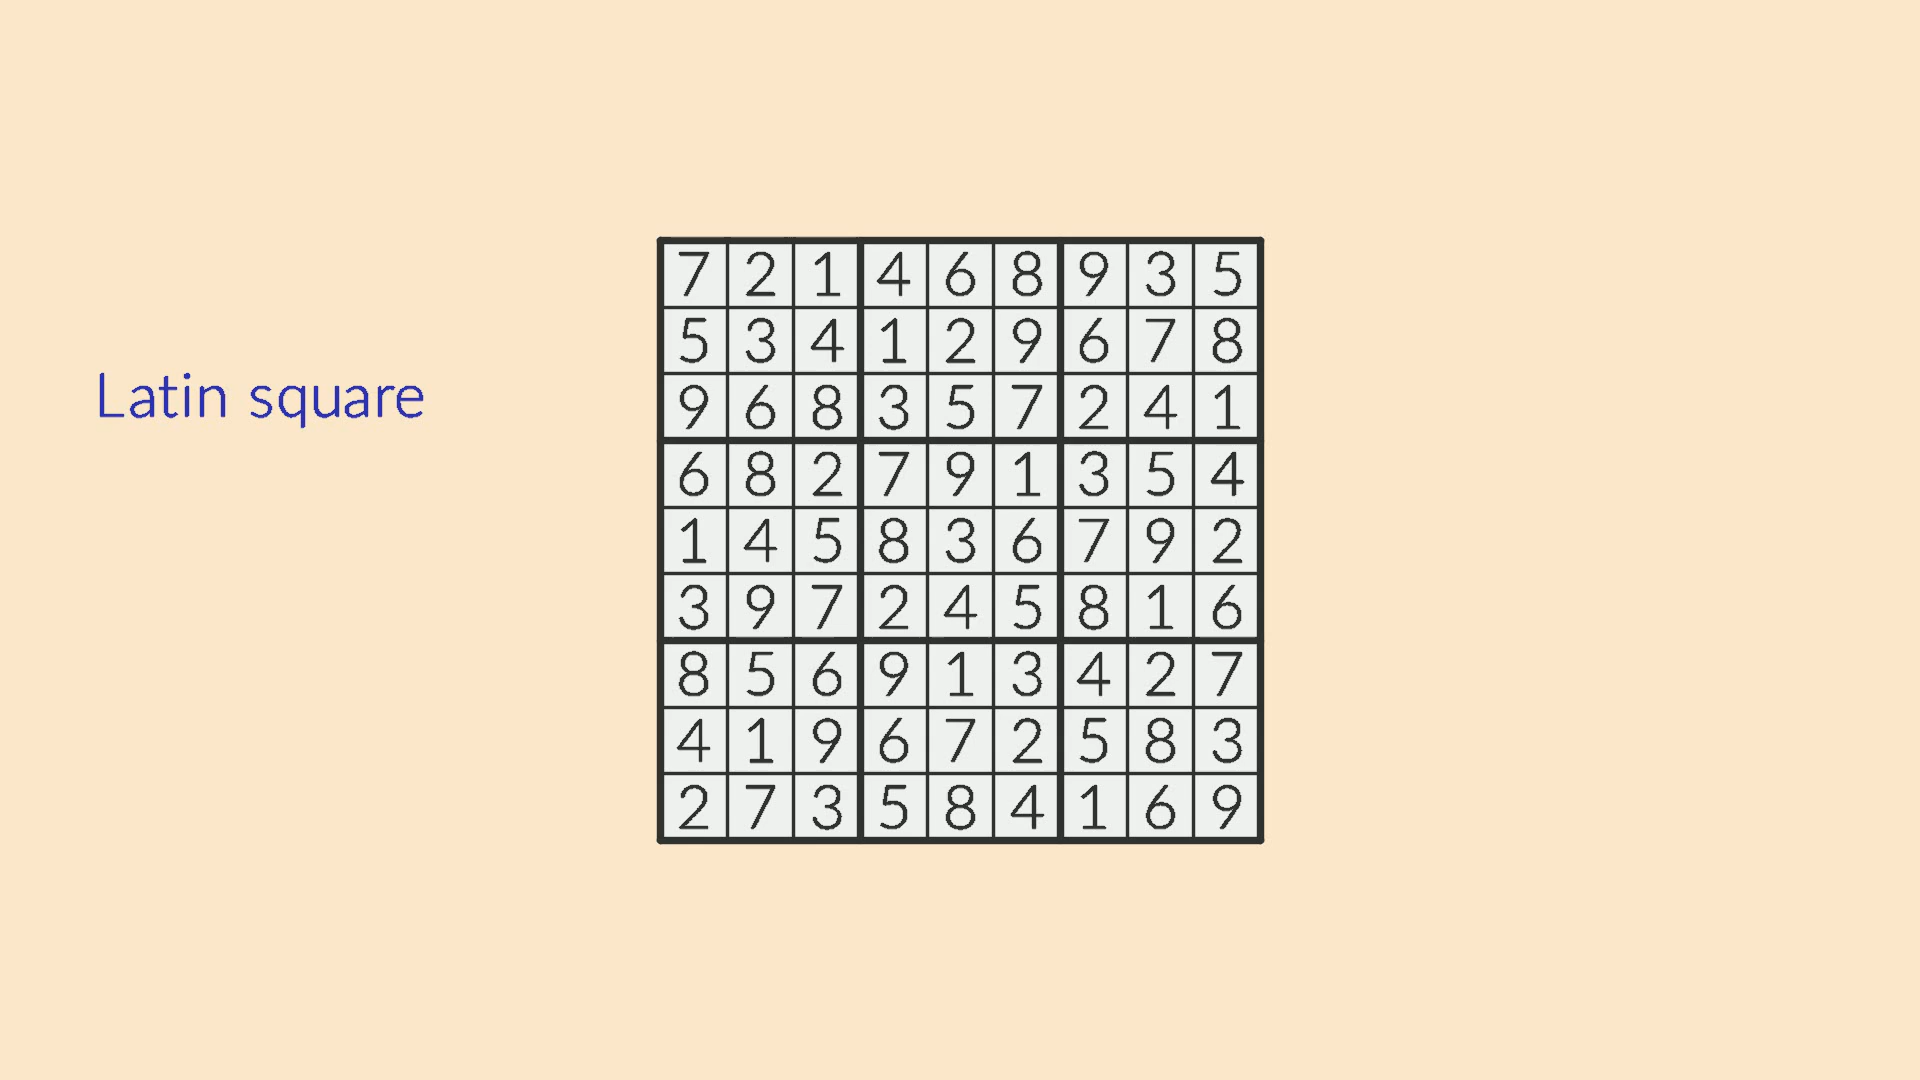 Latin square
7 2 1 4 6 8 9 3 5
5 3 4 1 2 9 6 7 8
9 6 8 3 5 7 2 4 1
6 8 2 7 9 1 3 5 4
1 4 5 8 3 6 7 9 2
3 9 7 2 4 5 8 1 6
8 5 6 9 1 3 4 2 7
4 1 9 6 7 2 5 8 3
2 7 3 5 8 4 1 6 9